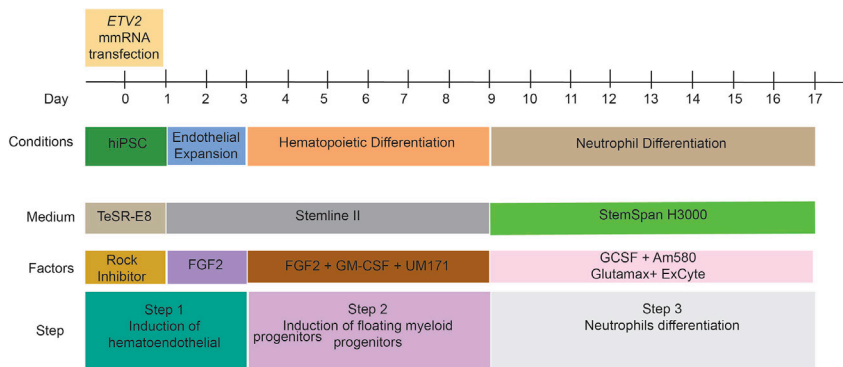 ETV2
mmRNA
transfection
Day
0 1 2 3 4 5 6 7 8 9 10 11 12 13 14 15 16 17
Conditions
hiPSC
Endothelial
Expansion
Hematopoietic Differentiation
Neutrophil Differentiation
Medium
TeSR-E8
Stemline II
StemSpan H3000
Factors
Rock
Inhibitor
FGF2
FGF2 + GM-CSF + UM171
GCSF + Am580
Glutamax+ ExCyte
Step
Step 1
Induction of
hematoendothelial
progenitors
Step 2
Induction of floating myeloid
progenitors
Step 3
Neutrophils differentiation